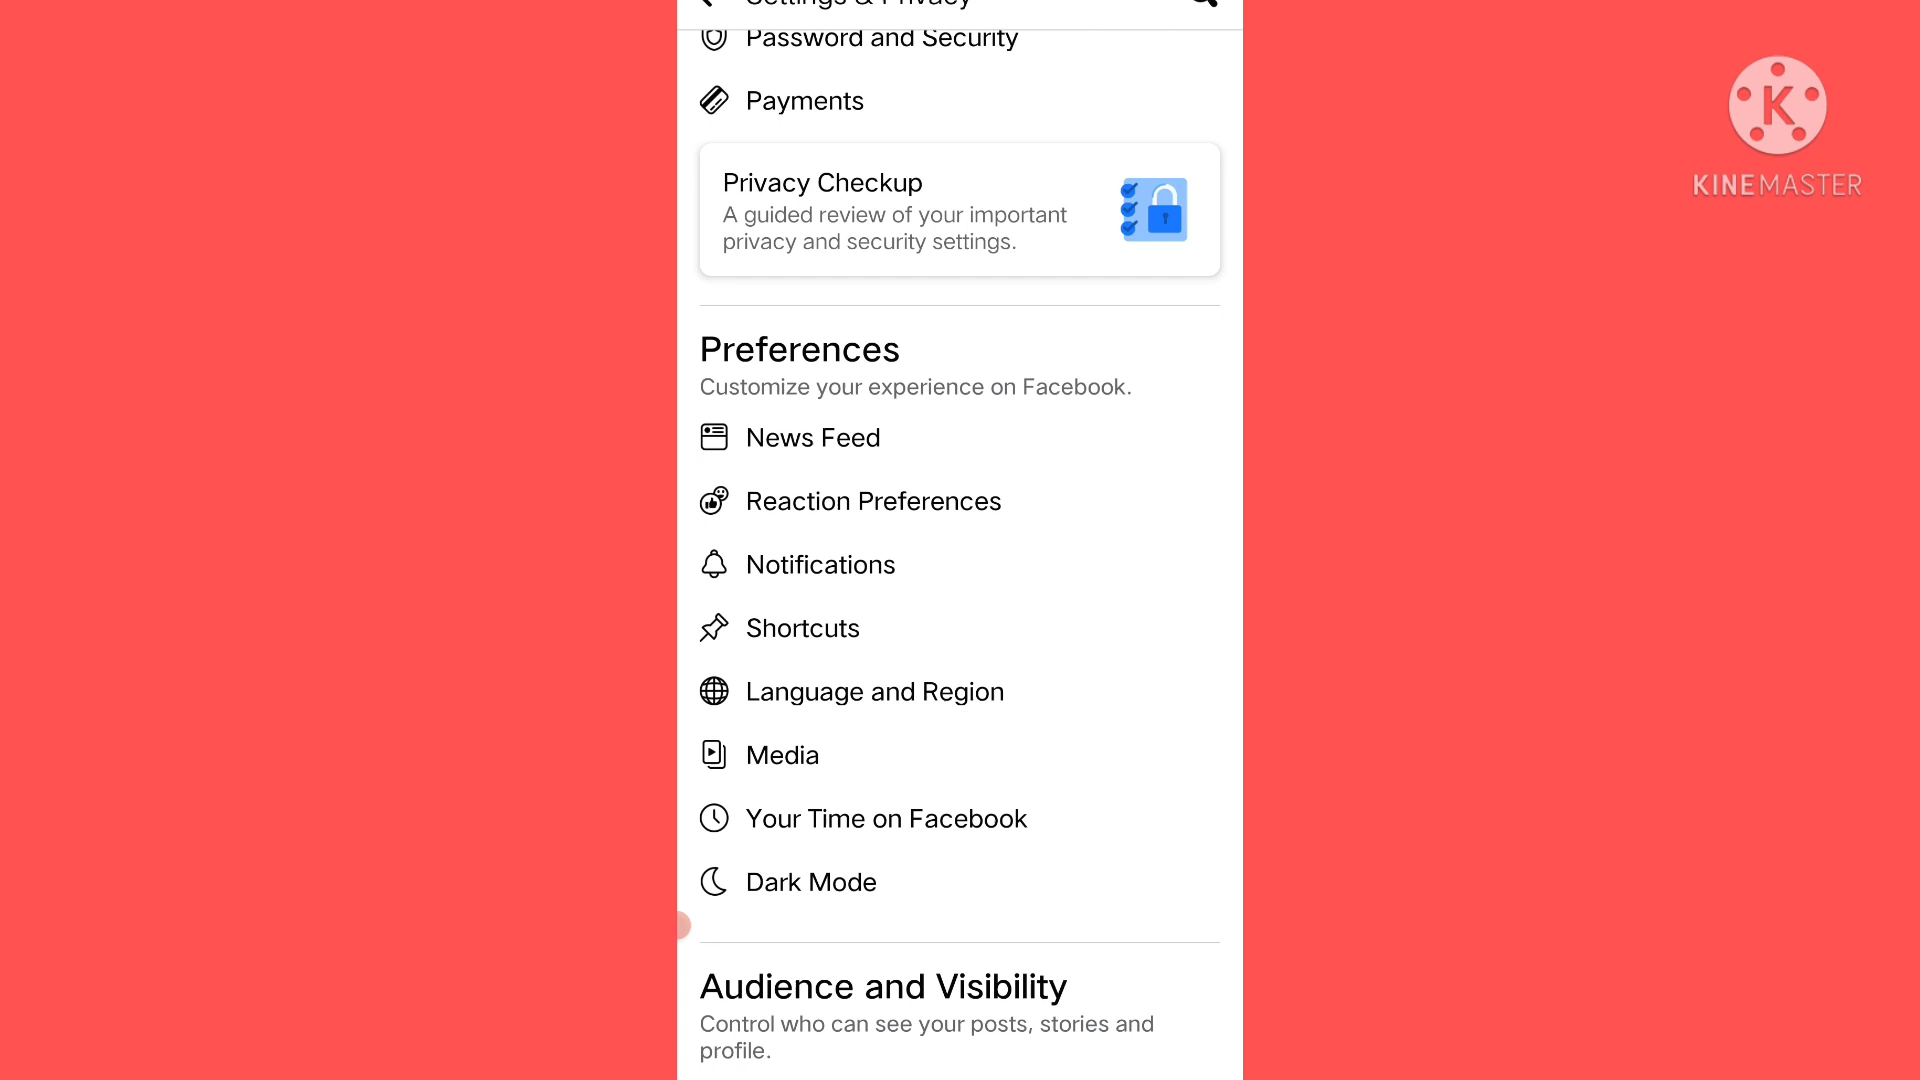 Settings & Privacy
Password and Security
Payments
Privacy Checkup
A guided review of your important
privacy and security settings.
Preferences
Customize your experience on Facebook.
News Feed
Reaction Preferences
Notifications
Shortcuts
Language and Region
Media
Your Time on Facebook
Dark Mode
Audience and Visibility
Control who can see your posts, stories and
profile.
K
KINEMASTER